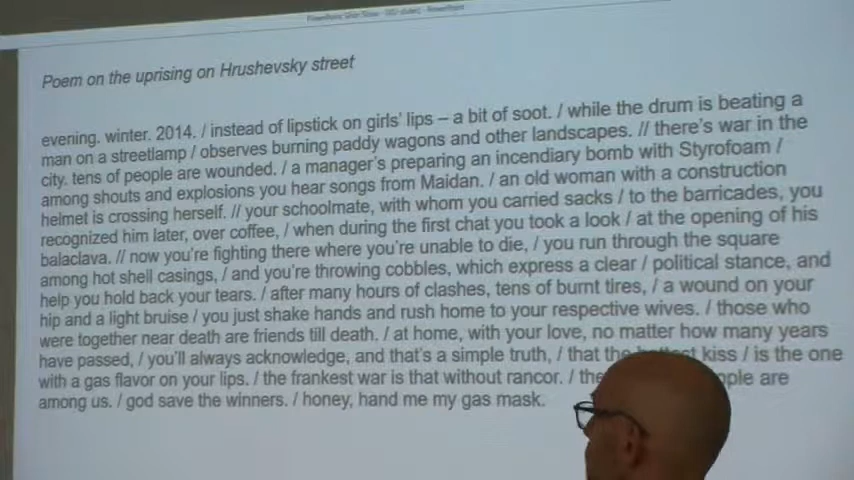 Poem on the uprising on Hrushevsky street
evening. winter. 2014. / instead of lipstick on girls' lips – a bit of soot. / while the drum is beating a
man on a streetlamp / observes burning paddy wagons and other landscapes. // there's war in the
city. tens of people are wounded. / a manager's preparing an incendiary bomb with Styrofoam /
among shouts and explosions you hear songs from Maidan. / an old woman with a construction
helmet is crossing herself. // your schoolmate, with whom you carried sacks / to the barricades, you
recognized him later, over coffee, / when during the first chat you took a look / at the opening of his
balaclava. // now you're fighting there where you're unable to die, / you run through the square
among hot shell casings, / and you're throwing cobbles, which express a clear / political stance, and
help you hold back your tears. / after many hours of clashes, tens of burnt tires, / a wound on your
hip and a light bruise / you just shake hands and rush home to your respective wives. / those who
were together near death are friends till death. / at home, with your love, no matter how many years
have passed, / you'll always acknowledge, and that's a simple truth, / that the kiss / is the one
with a gas flavor on your lips. / the frankest war is that without rancor. / are
among us. / god save the winners. / honey, hand me my gas mask.